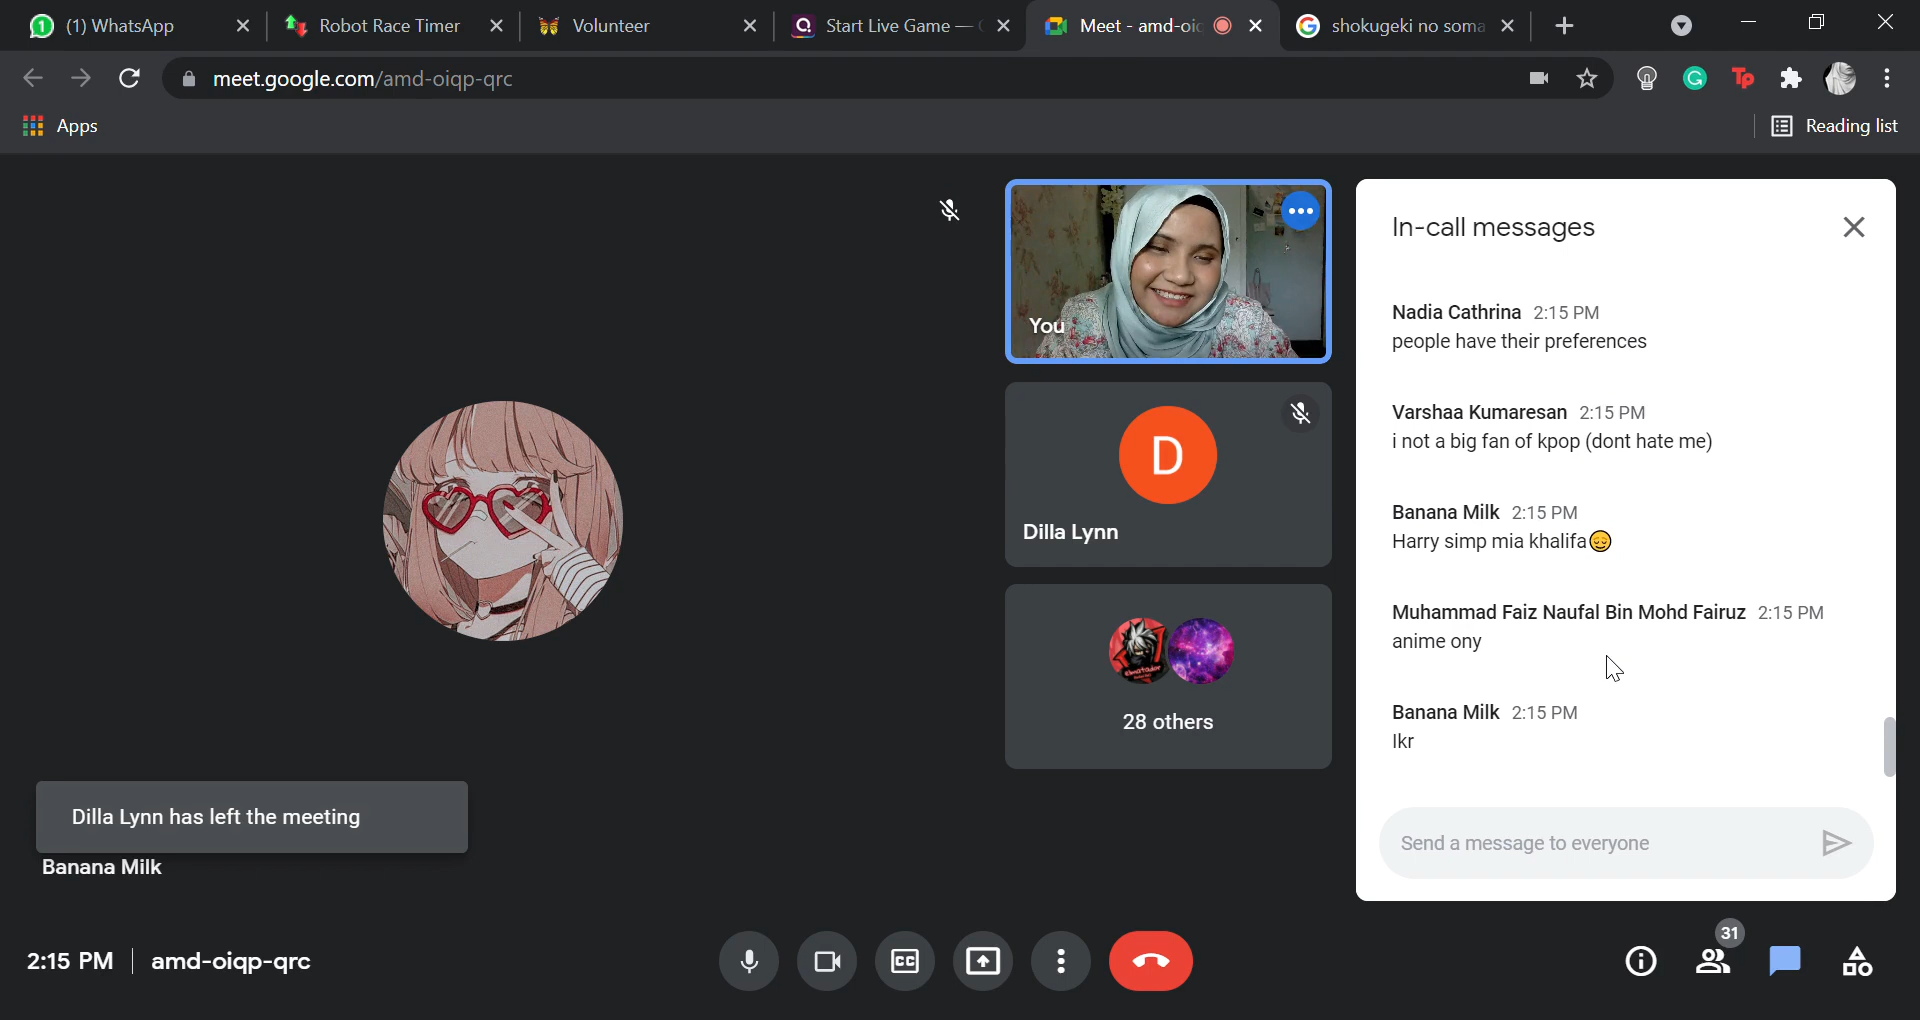 (1) WhatsApp
Robot Race Timer
Volunteer
Start Live Game —
Meet - amd-oic
shokugeki no soma
meet.google.com/amd-oiqp-qrc
Apps
Reading list
You
Dilla Lynn
28 others
Dilla Lynn has left the meeting
Banana Milk
In-call messages
Nadia Cathrina 2:15 PM
people have their preferences
Varshaa Kumaresan 2:15 PM
i not a big fan of kpop (dont hate me)
Banana Milk 2:15 PM
Harry simp mia khalifa😌
Muhammad Faiz Naufal Bin Mohd Fairuz 2:15 PM
anime ony
Banana Milk 2:15 PM
Ikr
Send a message to everyone
2:15 PM
amd-oiqp-qrc
CC
31